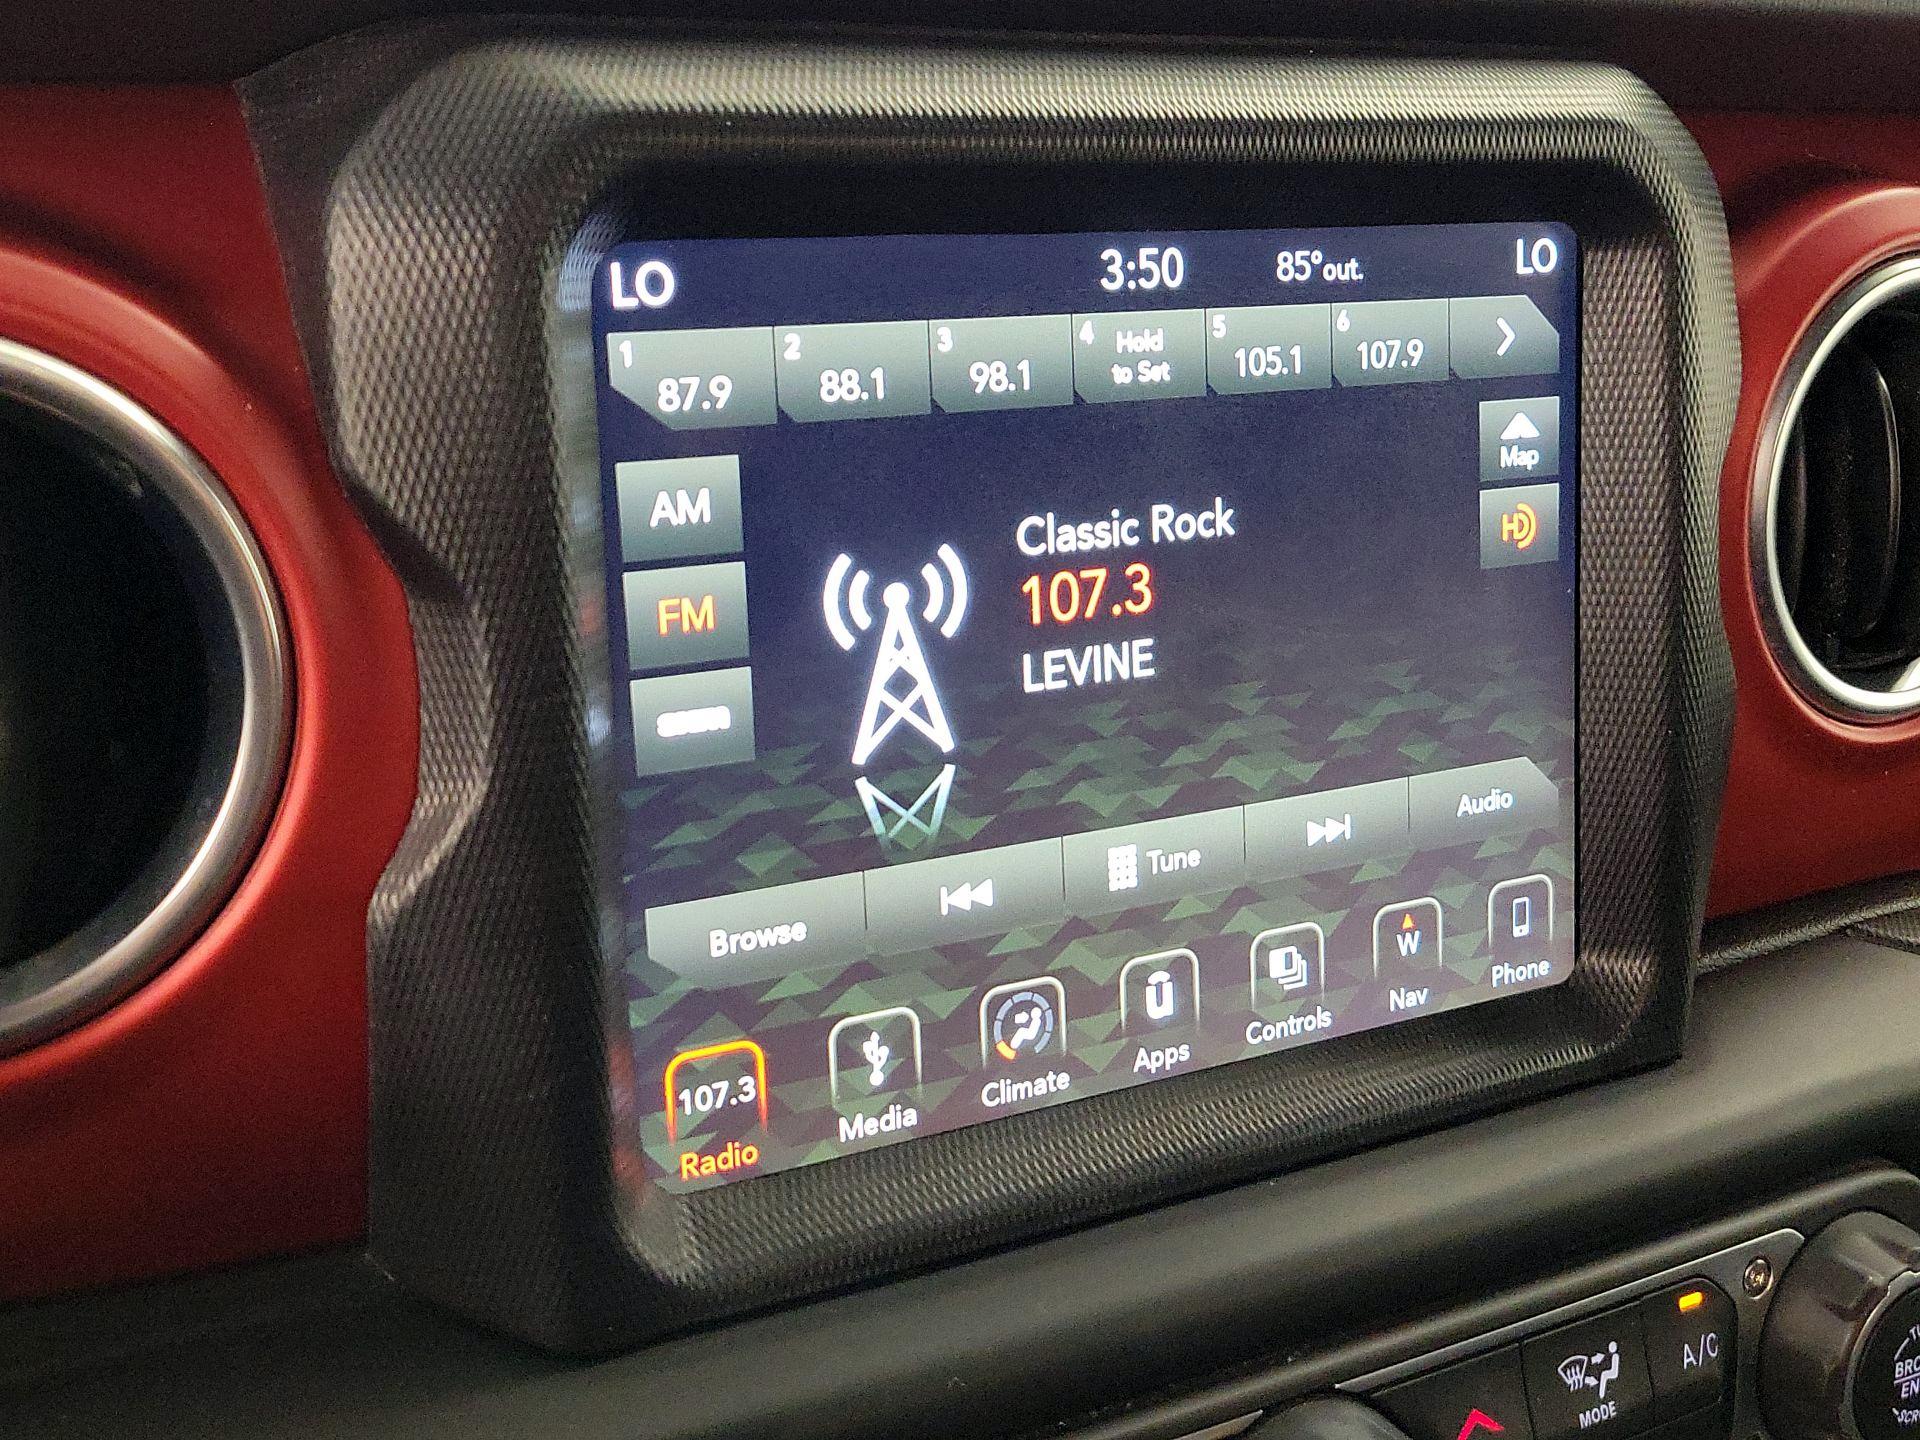 LO 3:50 85°out. LO
1 87.9
2 88.1
3 98.1
4 Hold
to Set
5 105.1
6 107.9
Map
HD
AM
FM
Classic Rock
107.3
LEVINE
Browse
Tune
Audio
107.3
Radio
Media
Climate
Apps
Controls
W
Nav
Phone
MODE
A/C